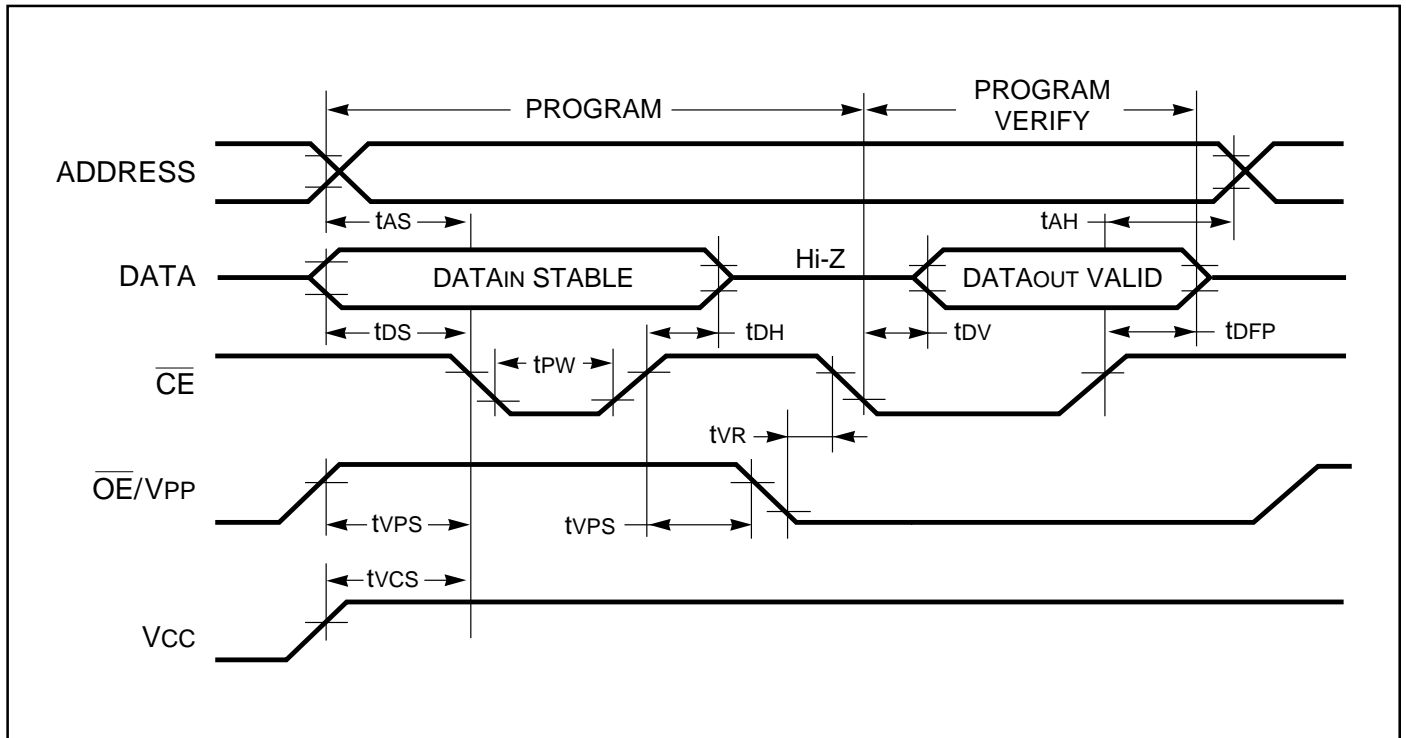 PROGRAM
PROGRAM
VERIFY
ADDRESS
tAS
tAH
DATA
DATAIN STABLE
Hi-Z
DATAOUT VALID
tDS
tDH
tDV
tDFP
CE
tPW
tVR
OE/VPP
tVPS
tVPS
tVCS
VCC